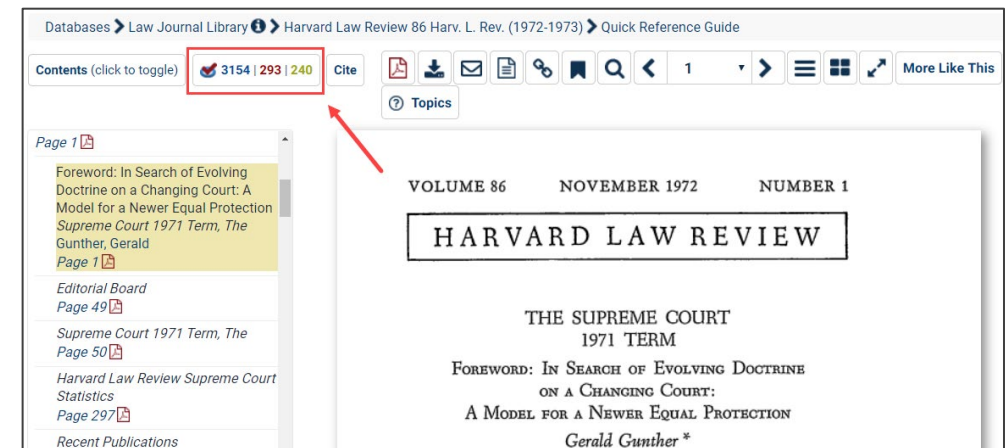 Databases Law Journal Library Harvard Law Review 86 Harv. L. Rev. (1972-1973) Quick Reference Guide
Contents (click to toggle) 3154 | 293 | 240 Cite 1 More Like This
Topics
Page 1
Foreword: In Search of Evolving
Doctrine on a Changing Court: A
Model for a Newer Equal Protection
Supreme Court 1971 Term, The
Gunther, Gerald
Page 1
Editorial Board
Page 49
Supreme Court 1971 Term, The
Page 50
Harvard Law Review Supreme Court
Statistics
Page 297
Recent Publications
VOLUME 86 NOVEMBER 1972 NUMBER 1
HARVARD LAW REVIEW
THE SUPREME COURT
1971 TERM
FOREWORD: IN SEARCH OF EVOLVING DOCTRINE
ON A CHANGING COURT:
A MODEL FOR A NEWER EQUAL PROTECTION
Gerald Gunther *